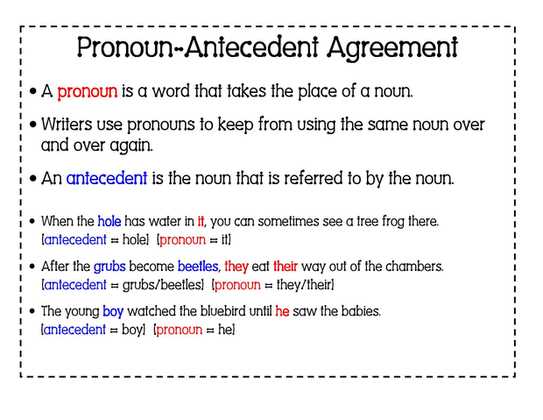 Pronoun-Antecedent Agreement
• A pronoun is a word that takes the place of a noun.
• Writers use pronouns to keep from using the same noun over
and over again.
• An antecedent is the noun that is referred to by the noun.
• When the hole has water in it, you can sometimes see a tree frog there.
(antecedent = hole) (pronoun = it)
• After the grubs become beetles, they eat their way out of the chambers.
(antecedent = grubs/beetles) (pronoun = they/their)
• The young boy watched the bluebird until he saw the babies.
(antecedent = boy) (pronoun = he)